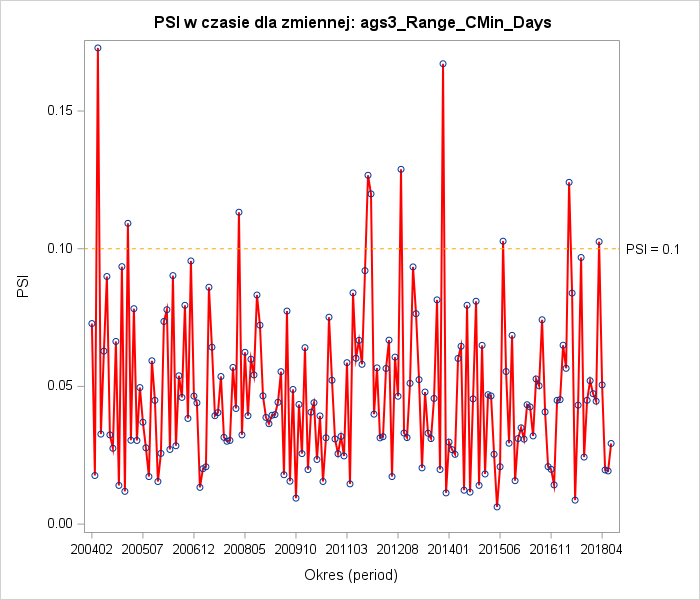 PSI w czasie dla zmiennej: ags3_Range_CMin_Days
0.15
0.10
0.05
0.00
PSI
PSI = 0.1
200402 200507 200612 200805 200910 201103 201208 201401 201506 201611 201804
Okres (period)